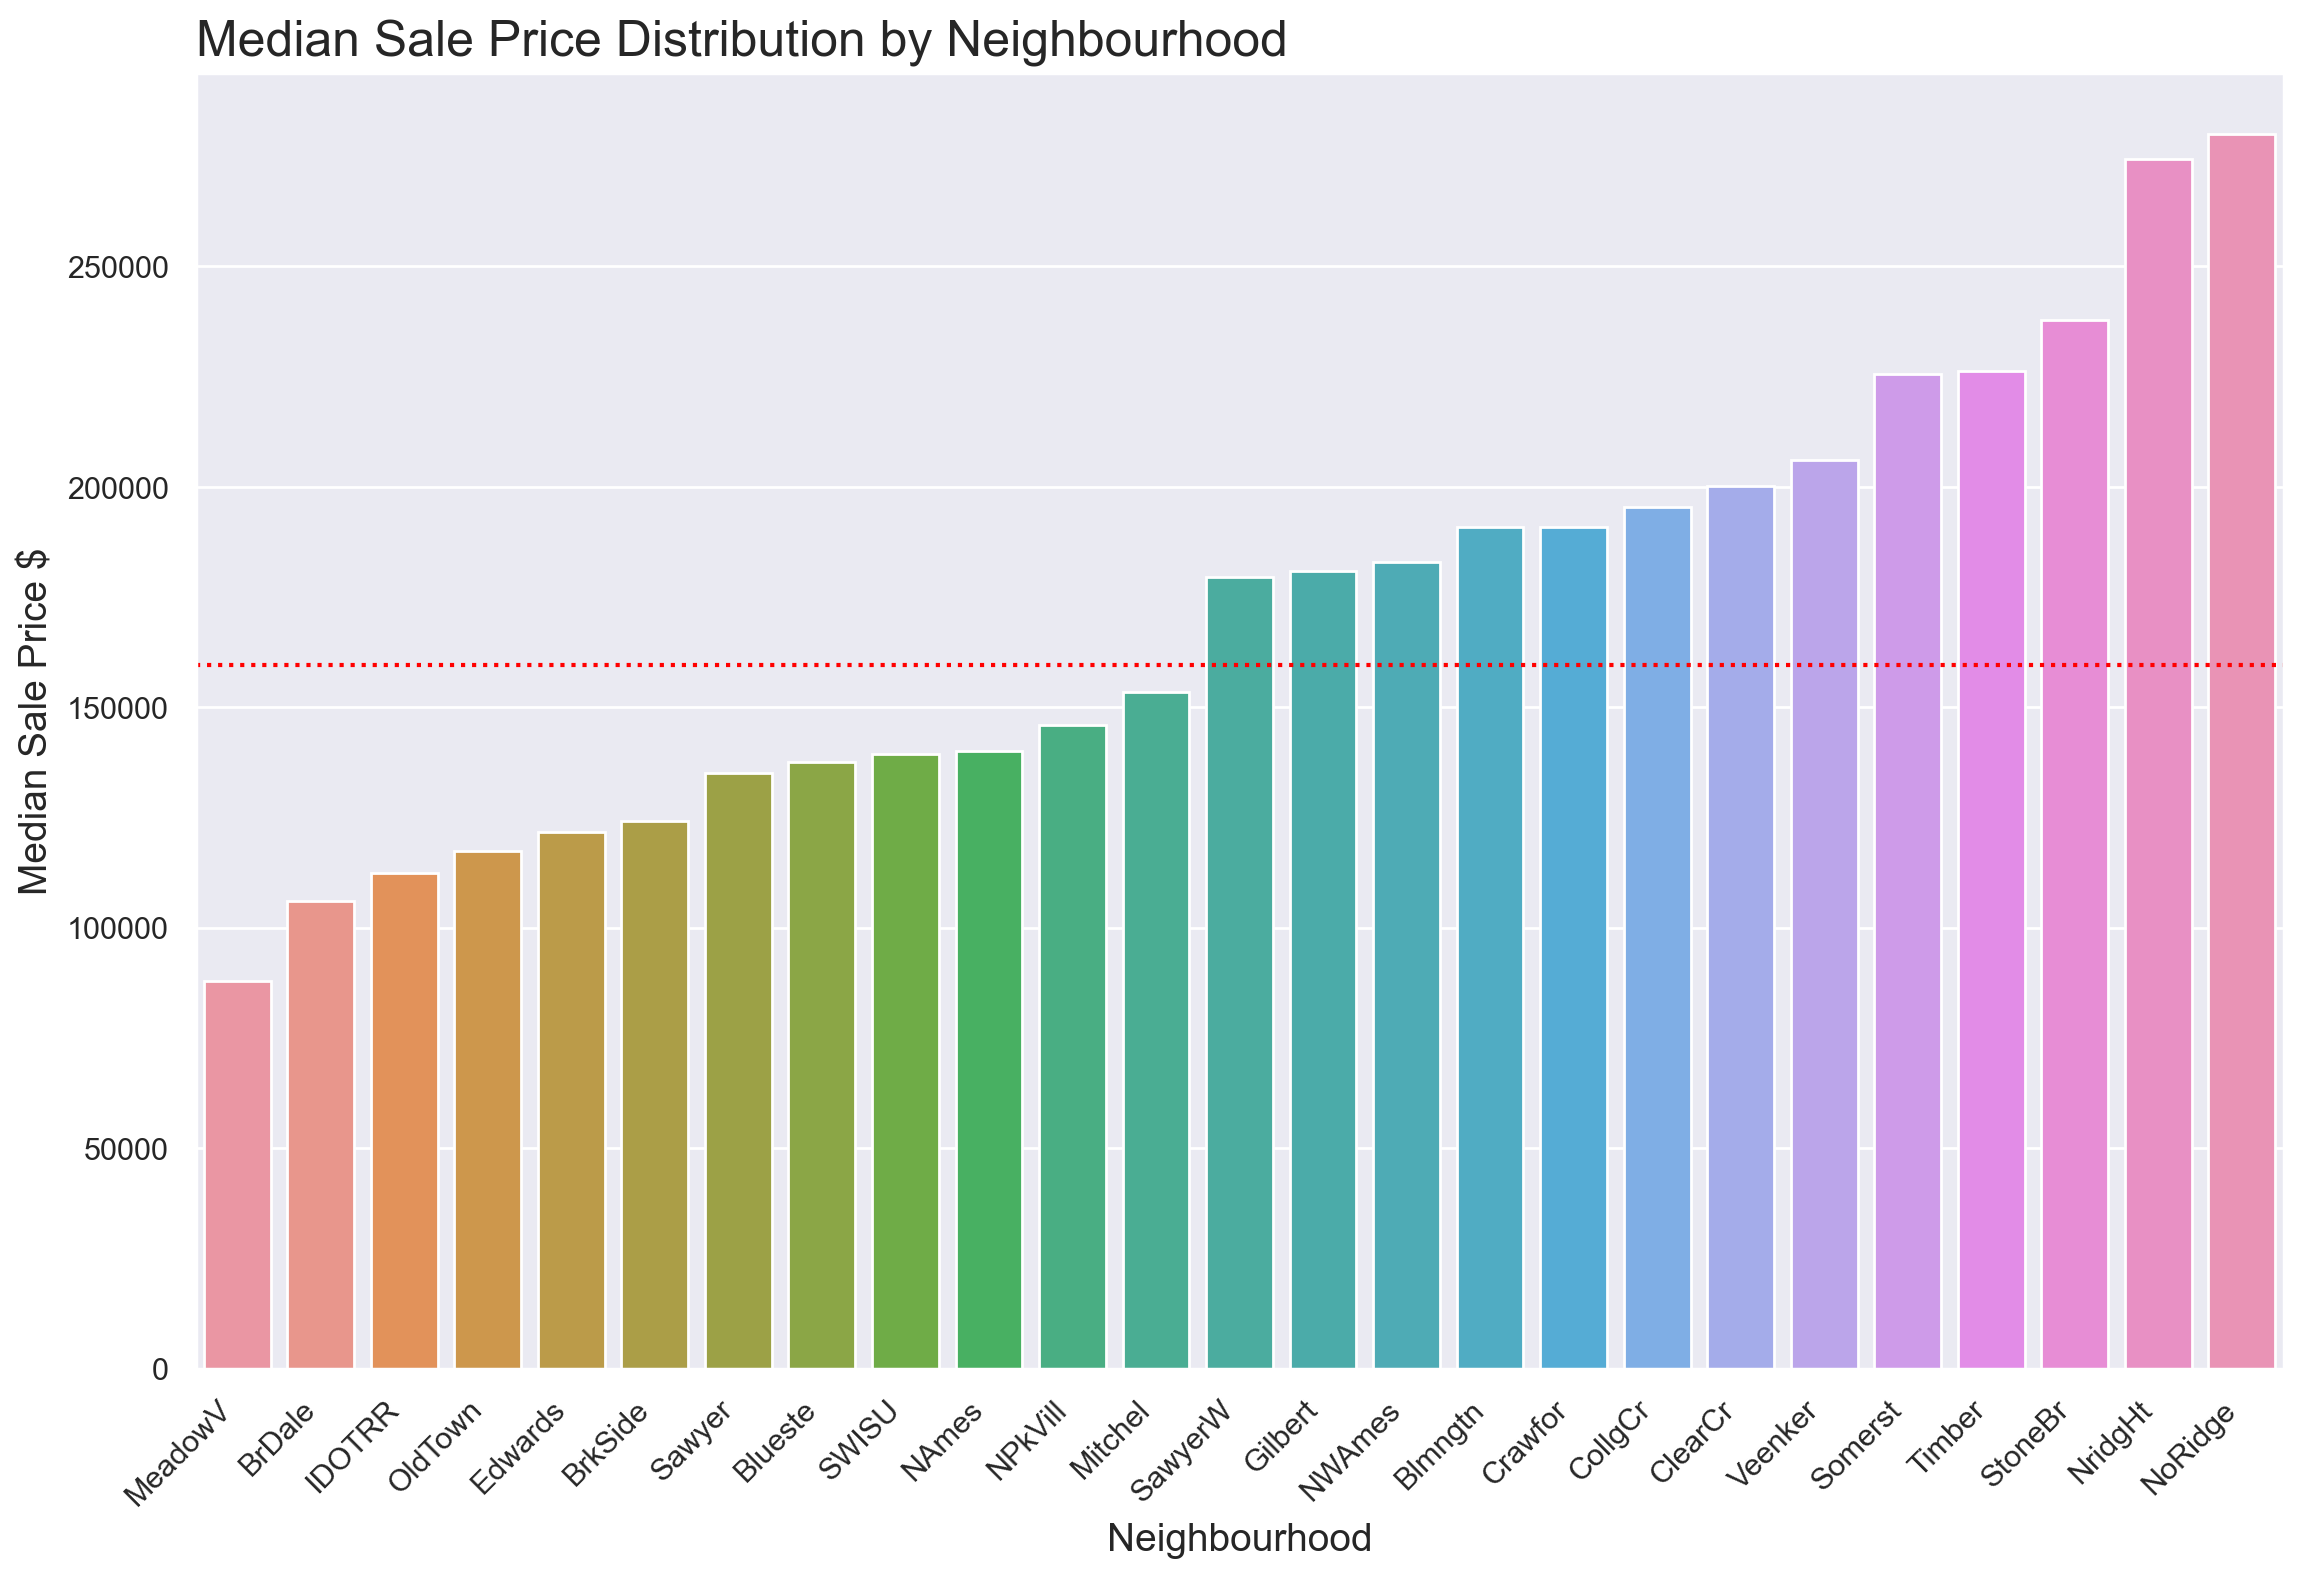 Median Sale Price Distribution by Neighbourhood
Median Sale Price $
250000
200000
150000
100000
50000
0
MeadowV
BrDale
IDOTRR
OldTown
Edwards
BrkSide
Sawyer
Blueste
SWISU
NAmes
NPkVill
Mitchel
SawyerW
Gilbert
NWAmes
Blmngtn
Crawfor
CollgCr
ClearCr
Veenker
Somerst
Timber
StoneBr
NridgHt
NoRidge
Neighbourhood